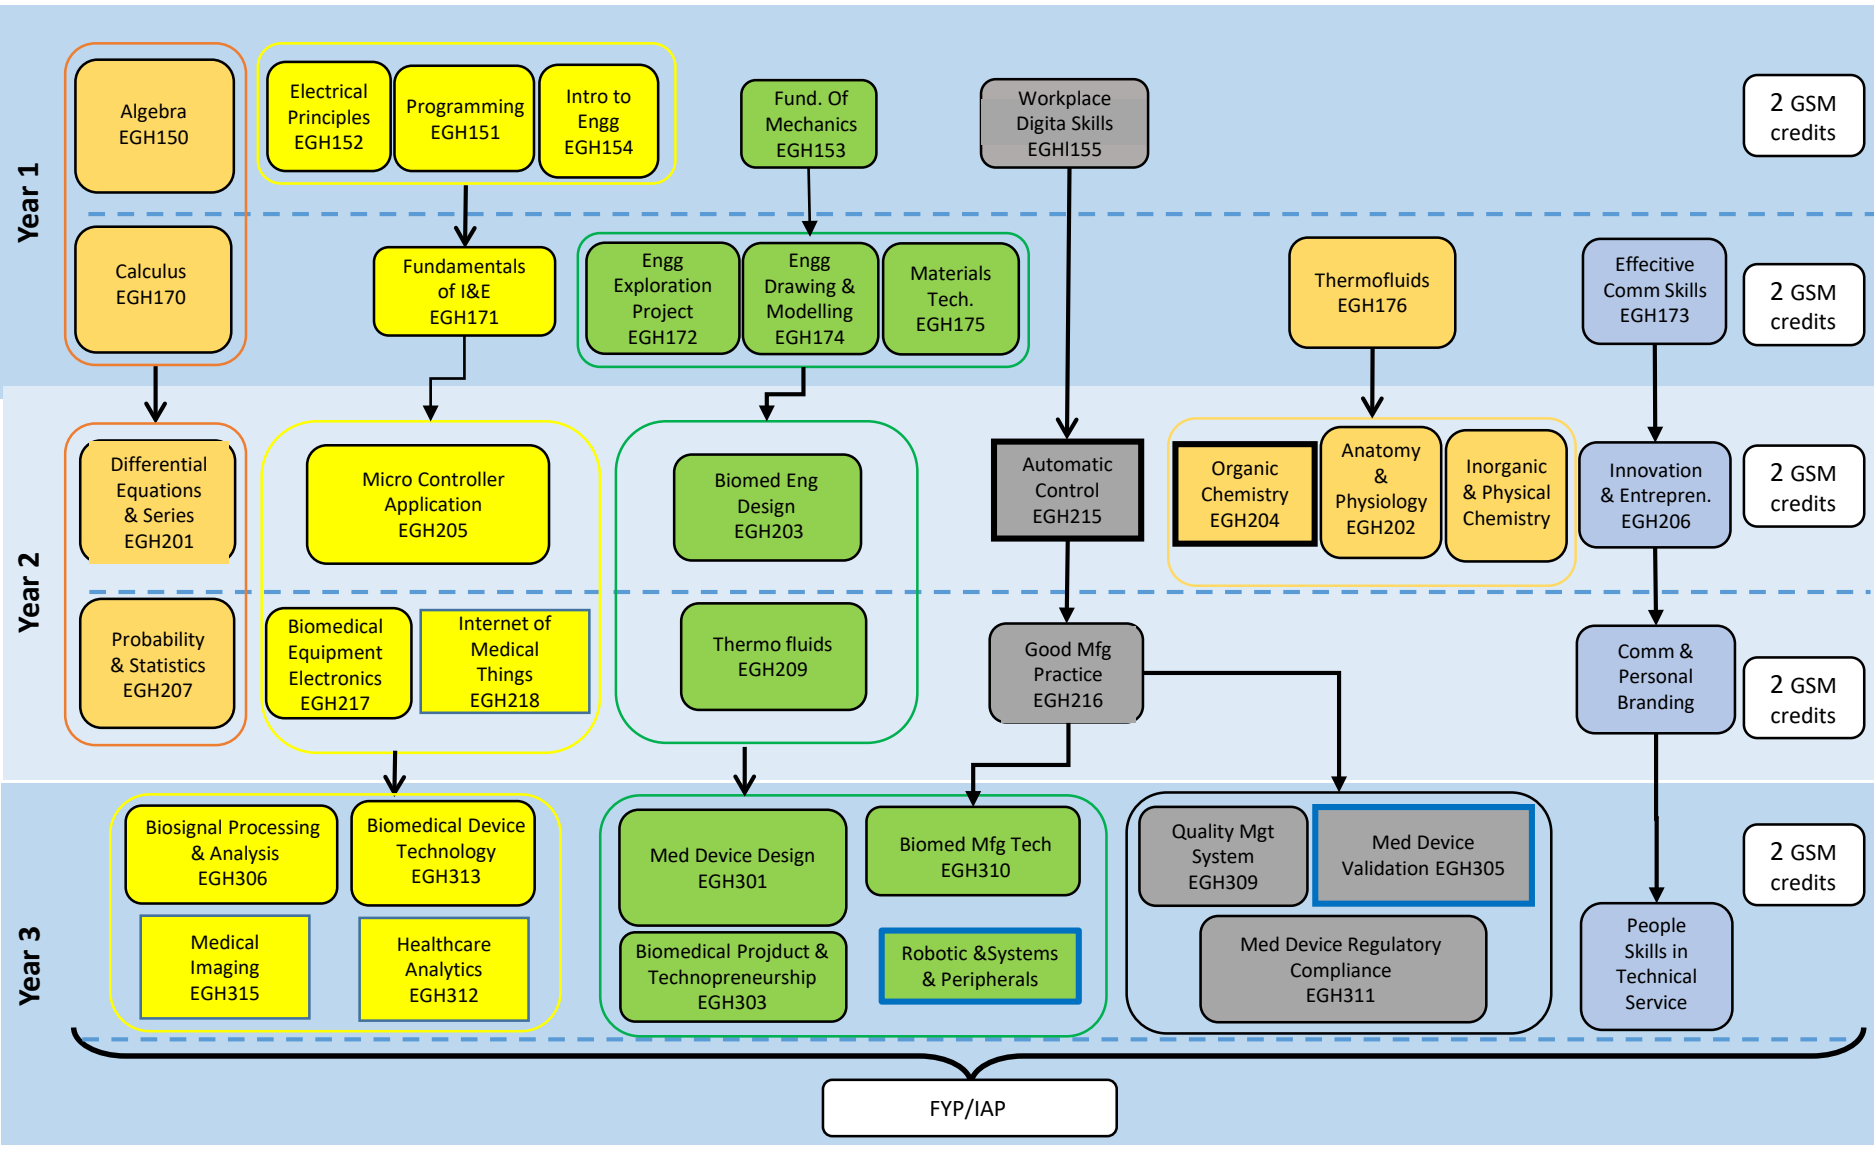 Year 1
Algebra
EGH150
Electrical
Principles
EGH152
Programming
EGH151
Intro to
Engg
EGH154
Fund. Of
Mechanics
EGH153
Workplace
Digita Skills
EGHI155
2 GSM
credits
Calculus
EGH170
Fundamentals
of I&E
EGH171
Engg
Exploration
Project
EGH172
Engg
Drawing &
Modelling
EGH174
Materials
Tech.
EGH175
Thermofluids
EGH176
Effecitive
Comm Skills
EGH173
2 GSM
credits
Year 2
Differential
Equations
& Series
EGH201
Micro Controller
Application
EGH205
Biomed Eng
Design
EGH203
Automatic
Control
EGH215
Organic
Chemistry
EGH204
Anatomy
&
Physiology
EGH202
Inorganic
& Physical
Chemistry
Innovation
& Entrepren.
EGH206
2 GSM
credits
Probability
& Statistics
EGH207
Biomedical
Equipment
Electronics
EGH217
Internet of
Medical
Things
EGH218
Thermo fluids
EGH209
Good Mfg
Practice
EGH216
Comm &
Personal
Branding
2 GSM
credits
Year 3
Biosignal Processing
& Analysis
EGH306
Biomedical Device
Technology
EGH313
Med Device Design
EGH301
Biomed Mfg Tech
EGH310
Quality Mgt
System
EGH309
Med Device
Validation EGH305
2 GSM
credits
Medical
Imaging
EGH315
Healthcare
Analytics
EGH312
Biomedical Projduct &
Technopreneurship
EGH303
Robotic &Systems
& Peripherals
Med Device Regulatory
Compliance
EGH311
People
Skills in
Technical
Service
FYP/IAP